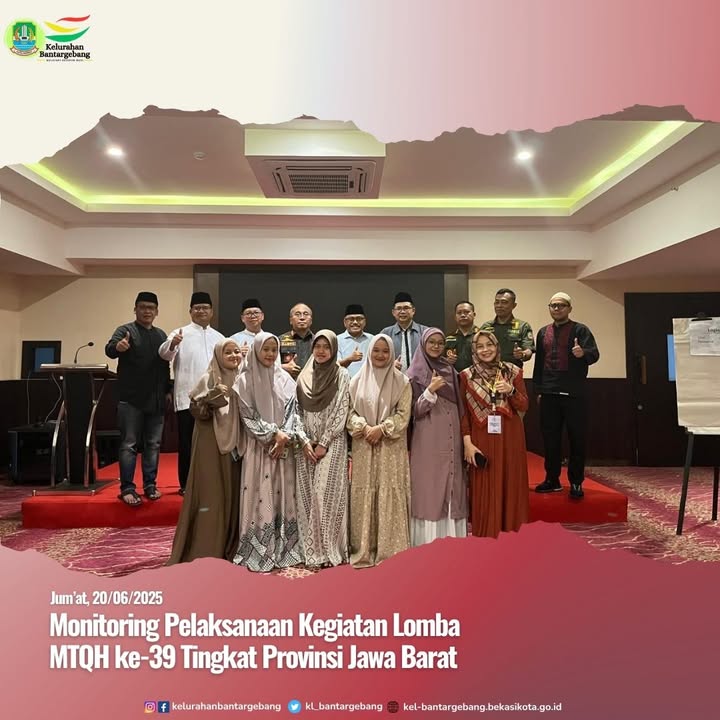 Kelurahan
Bantargebang
Jum'at, 20/06/2025
Monitoring Pelaksanaan Kegiatan Lomba
MTQH ke-39 Tingkat Provinsi Jawa Barat
kelurahanbantargebang kl_bantargebang kel-bantargebang.bekasikota.go.id